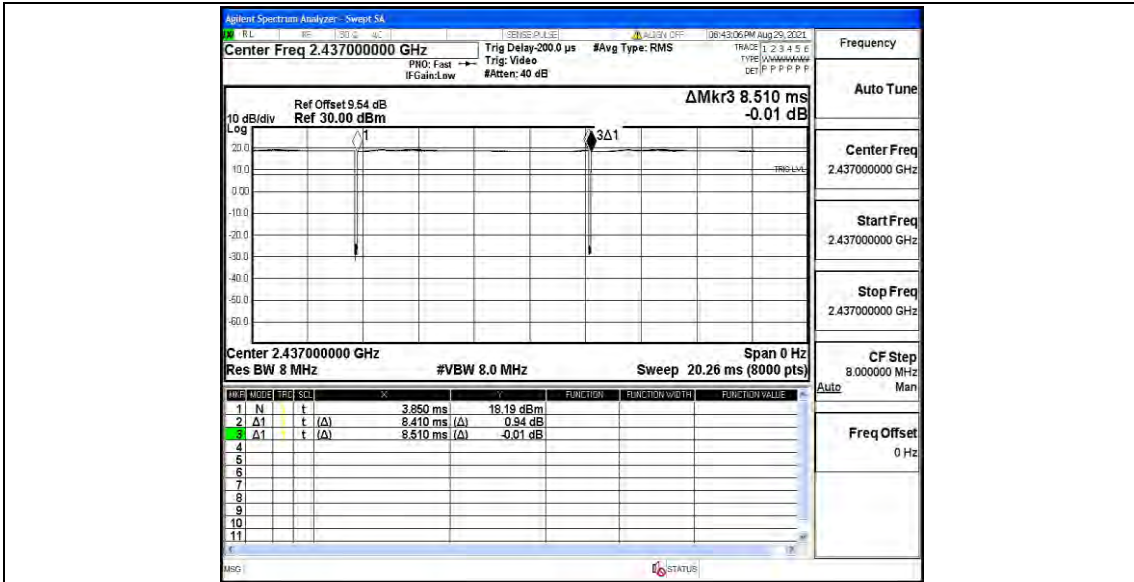 Agilent Spectrum Analyzer - Swept SA
RL RF 50 Ω AC SENSE:PULSE ALIGN OFF 08:43:06 PM Aug 29, 2021
Center Freq 2.437000000 GHz
PNO: Fast
IFGain:Low
Trig Delay-200.0 µs
Trig: Video
#Atten: 40 dB
#Avg Type: RMS
TRACE 1 2 3 4 5 6
TYPE
DET P P P P P P
ΔMkr3 8.510 ms
-0.01 dB
Ref Offset 9.54 dB
10 dB/div Ref 30.00 dBm
Log
1
3Δ1
20.0
10.0
TRIG LVL
0.00
-10.0
-20.0
-30.0
-40.0
-50.0
-60.0
Center 2.437000000 GHz Span 0 Hz
Res BW 8 MHz #VBW 8.0 MHz Sweep 20.26 ms (8000 pts)
MKR MODE TRC SCL X Y FUNCTION FUNCTION WIDTH FUNCTION VALUE
1 N t 3.850 ms 18.19 dBm
2 Δ1 t (Δ) 8.410 ms (Δ) 0.94 dB
3 Δ1 t (Δ) 8.510 ms (Δ) -0.01 dB
4
5
6
7
8
9
10
11
MSG STATUS
Frequency
Auto Tune
Center Freq
2.437000000 GHz
Start Freq
2.437000000 GHz
Stop Freq
2.437000000 GHz
CF Step
8.000000 MHz
Auto Man
Freq Offset
0 Hz